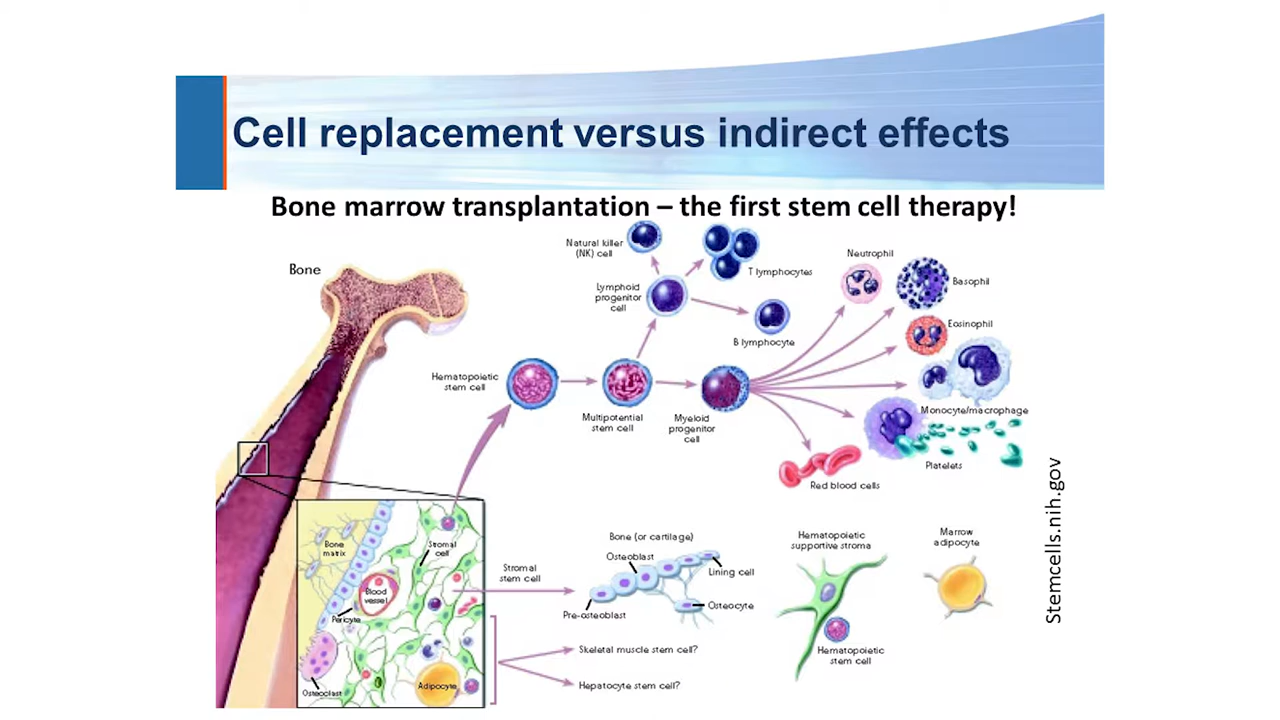 Cell replacement versus indirect effects
Bone marrow transplantation – the first stem cell therapy!
Bone
Natural killer
(NK) cell
T lymphocytes
Lymphoid
progenitor
cell
B lymphocyte
Neutrophil
Basophil
Eosinophil
Hematopoietic
stem cell
Multipotential
stem cell
Myeloid
progenitor
cell
Monocyte/macrophage
Platelets
Red blood cells
Bone
matrix
Stromal
cell
Blood
vessel
Pericyte
Osteoclast
Adipocyte
Stromal
stem cell
Bone (or cartilage)
Osteoblast
Lining cell
Pre-osteoblast
Osteocyte
Skeletal muscle stem cell?
Hepatocyte stem cell?
Hematopoietic
supportive stroma
Hematopoietic
stem cell
Marrow
adipocyte
Stemcells.nih.gov